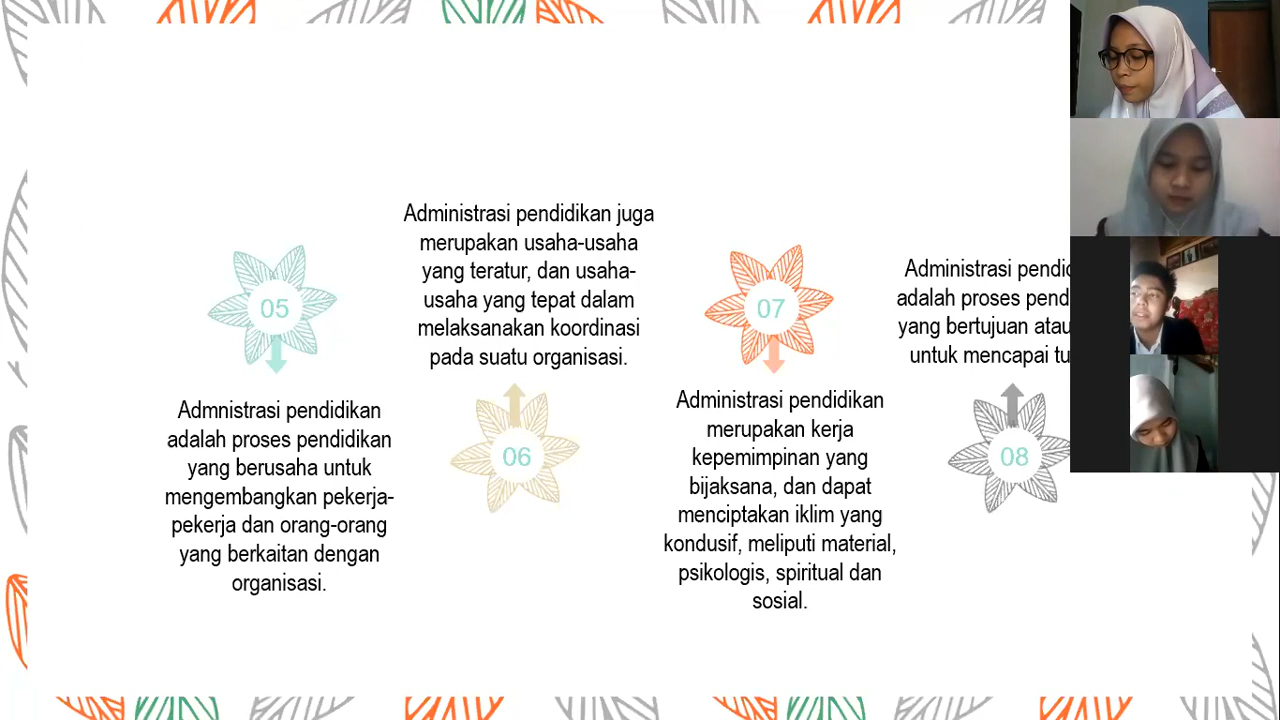 05
Admnistrasi pendidikan
adalah proses pendidikan
yang berusaha untuk
mengembangkan pekerja-
pekerja dan orang-orang
yang berkaitan dengan
organisasi.
Administrasi pendidikan juga
merupakan usaha-usaha
yang teratur, dan usaha-
usaha yang tepat dalam
melaksanakan koordinasi
pada suatu organisasi.
06
07
Administrasi pendidikan
merupakan kerja
kepemimpinan yang
bijaksana, dan dapat
menciptakan iklim yang
kondusif, meliputi material,
psikologis, spiritual dan
sosial.
Administrasi
adalah proses
yang bertujuan atau
untuk mencapai
08